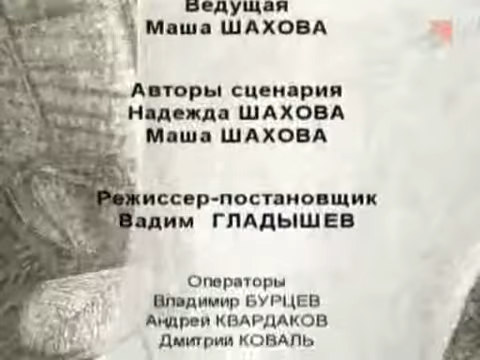 Ведущая
Маша ШАХОВА
Авторы сценария
Надежда ШАХОВА
Маша ШАХОВА
Режиссер-постановщик
Вадим ГЛАДЫШЕВ
Операторы
Владимир БУРЦЕВ
Андрей КВАРДАКОВ
Дмитрий КОВАЛЬ